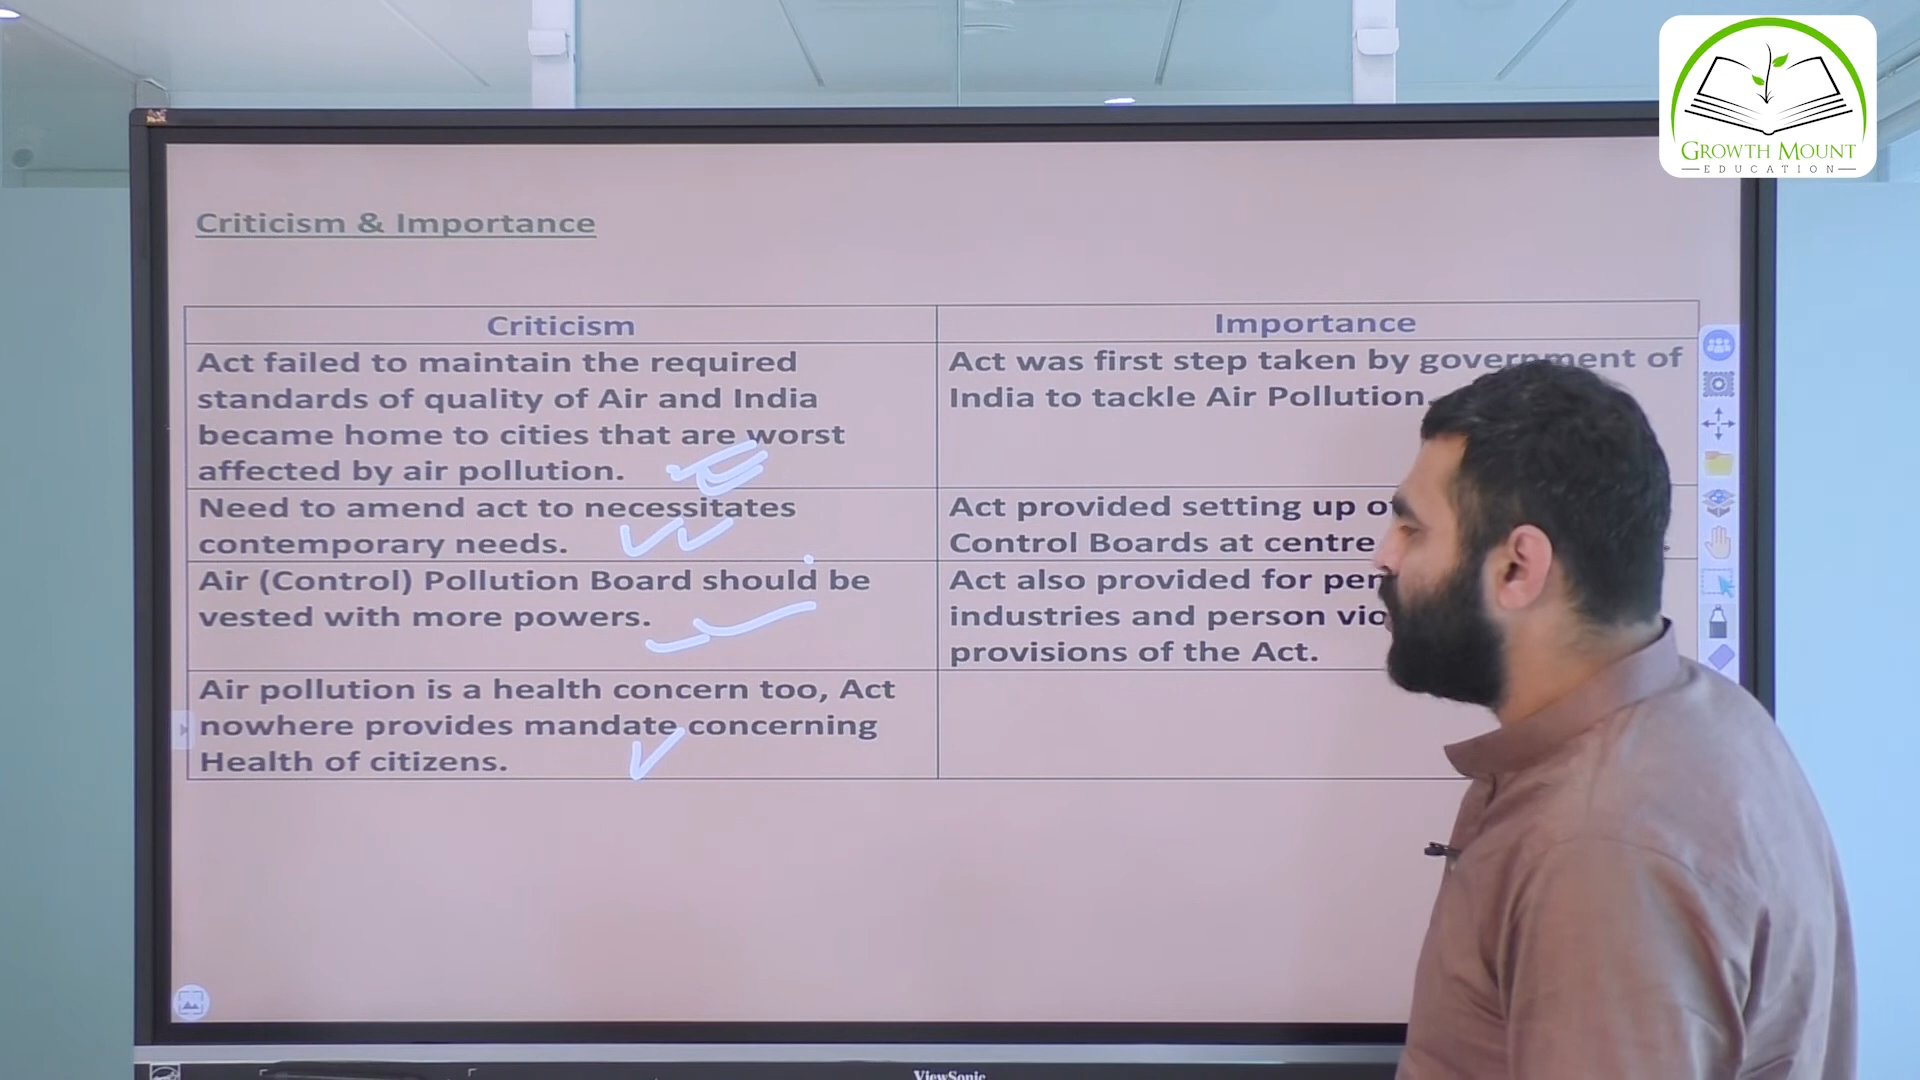 GROWTH MOUNT
EDUCATION
Criticism & Importance
Criticism
Importance
Act failed to maintain the required
standards of quality of Air and India
became home to cities that are worst
affected by air pollution.
Act was first step taken by government of
India to tackle Air Pollution.
Need to amend act to necessitates
contemporary needs.
Act provided setting up
Control Boards at centre
Air (Control) Pollution Board should be
vested with more powers.
Act also provided for
industries and person
provisions of the Act.
Air pollution is a health concern too, Act
nowhere provides mandate concerning
Health of citizens.
ViewSonic